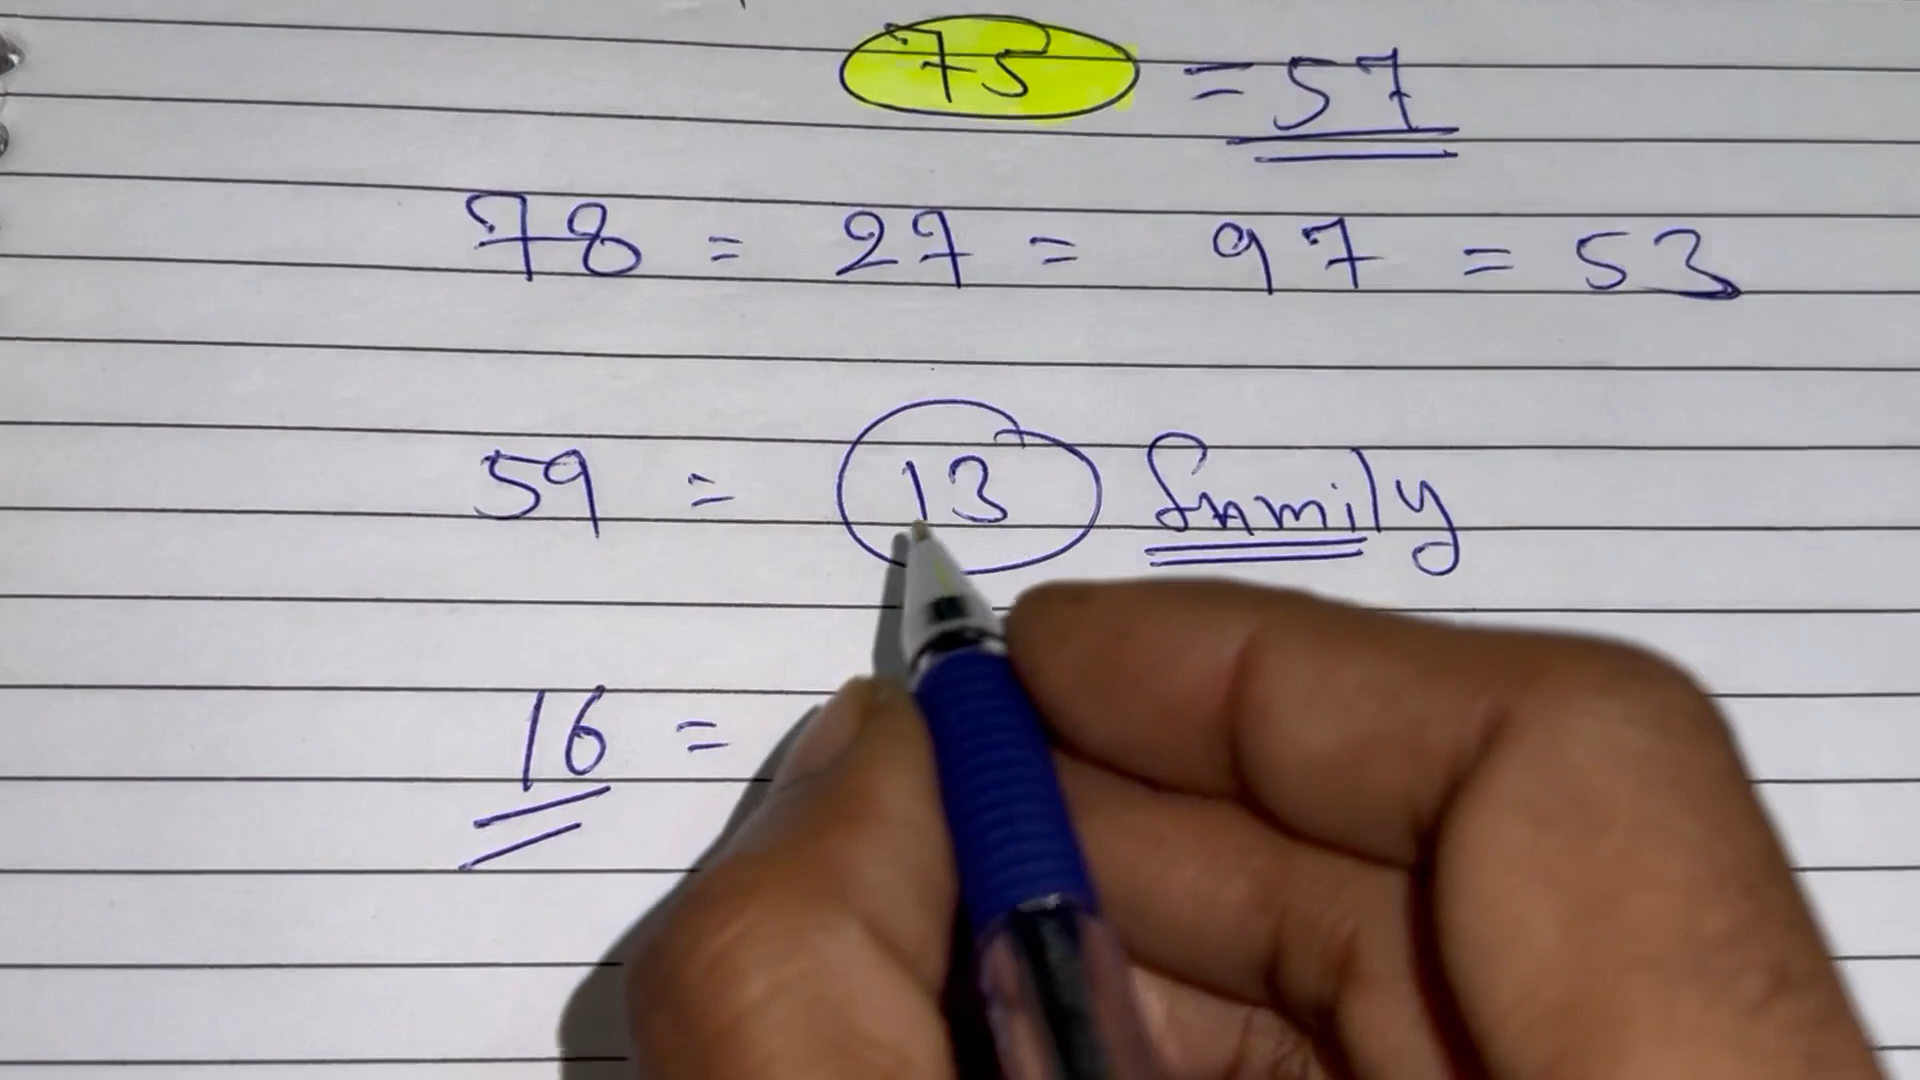 75 = 57
78 = 27 = 97 = 53
59 = 13 family
16 =